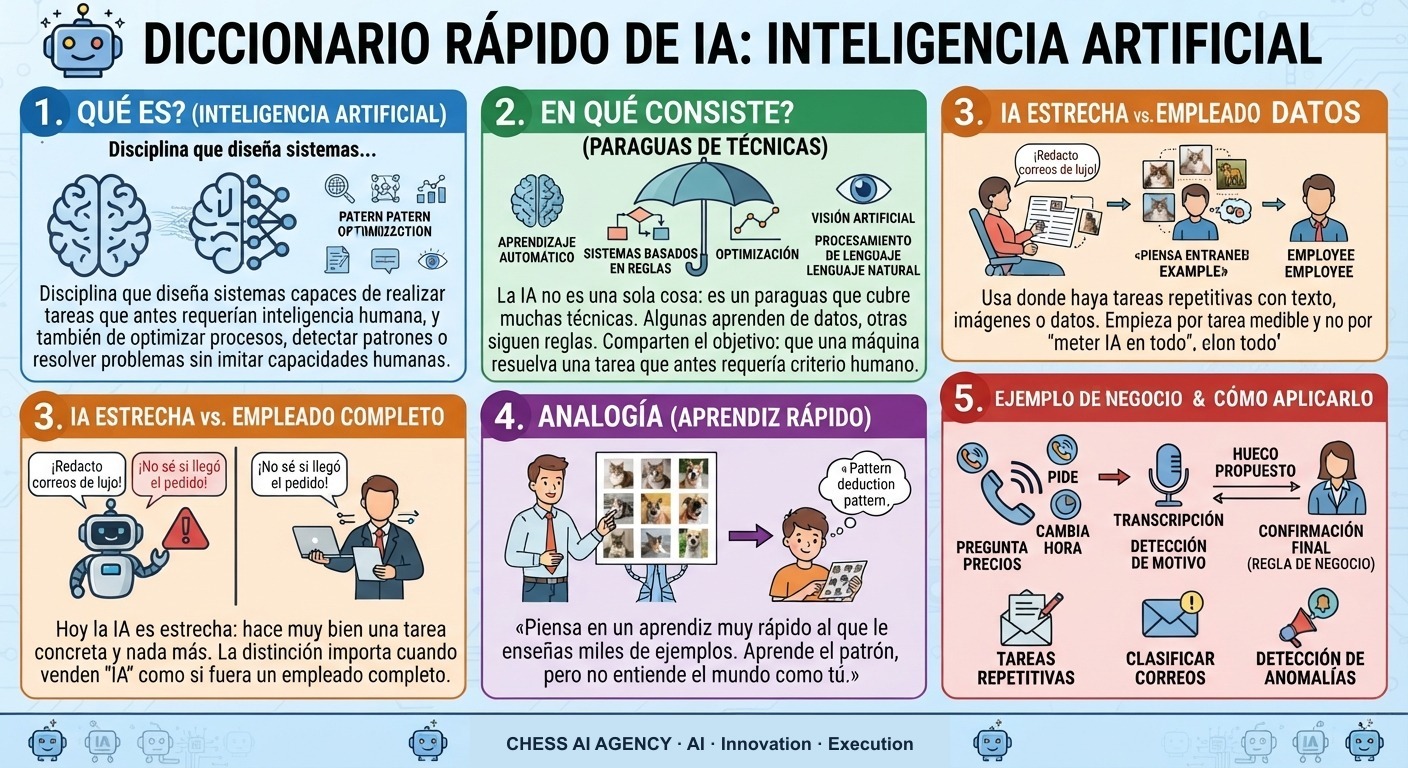 DICCIONARIO RÁPIDO DE IA: INTELIGENCIA ARTIFICIAL
1. QUÉ ES? (INTELIGENCIA ARTIFICIAL)
Disciplina que diseña sistemas...
PATERN PATERN
Disciplina que diseña sistemas capaces de realizar
tareas que antes requerían inteligencia humana, y
también de optimizar procesos, detectar patrones o
resolver problemas sin imitar capacidades humanas.
2. EN QUÉ CONSISTE?
(PARAGUAS DE TÉCNICAS)
APRENDIZAJE
AUTOMÁTICO
SISTEMAS BASADOS
EN REGLAS
OPTIMIZACIÓN
VISIÓN ARTIFICIAL
PROCESAMIENTO
DE LENGUAJE
LENGUAJE NATURAL
La IA no es una sola cosa: es un paraguas que cubre
muchas técnicas. Algunas aprenden de datos, otras
siguen reglas. Comparten el objetivo: que una máquina
resuelva una tarea que antes requería criterio humano.
3. IA ESTRECHA vs. EMPLEADO DATOS
¡Redacto
correos de lujo!
«PIENSA ENTRANEB
EXAMPLE»
EMPLOYEE
EMPLOYEE
Usa donde haya tareas repetitivas con texto,
imágenes o datos. Empieza por tarea medible y no por
"meter IA en todo", elon todo'
3. IA ESTRECHA vs. EMPLEADO COMPLETO
¡Redacto
correos de lujo!
¡No sé si llegó
el pedido!
¡No sé si llegó
el pedido!
Hoy la IA es estrecha: hace muy bien una tarea
concreta y nada más. La distinción importa cuando
venden "IA" como si fuera un empleado completo.
4. ANALOGÍA (APRENDIZ RÁPIDO)
« Pattern
deduction
pattern.
«Piensa en un aprendiz muy rápido al que le
enseñas miles de ejemplos. Aprende el patrón,
pero no entiende el mundo como tú.»
5. EJEMPLO DE NEGOCIO & CÓMO APLICARLO
PREGUNTA
PRECIOS
PIDE
CAMBIA
HORA
TRANSCRIPCIÓN
DETECCIÓN
DE MOTIVO
HUECO
PROPUESTO
CONFIRMACIÓN
FINAL
(REGLA DE NEGOCIO)
TAREAS
REPETITIVAS
CLASIFICAR
CORREOS
DETECCIÓN DE
ANOMALÍAS
IA
CHESS AI AGENCY · AI · Innovation · Execution
IA